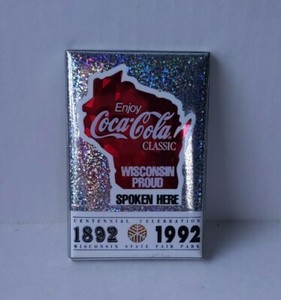 Enjoy
Coca-Cola
CLASSIC
WISCONSIN
PROUD
SPOKEN HERE
CENTENNIAL CELEBRATION
1892 1992
WISCONSIN STATE FAIR PARK